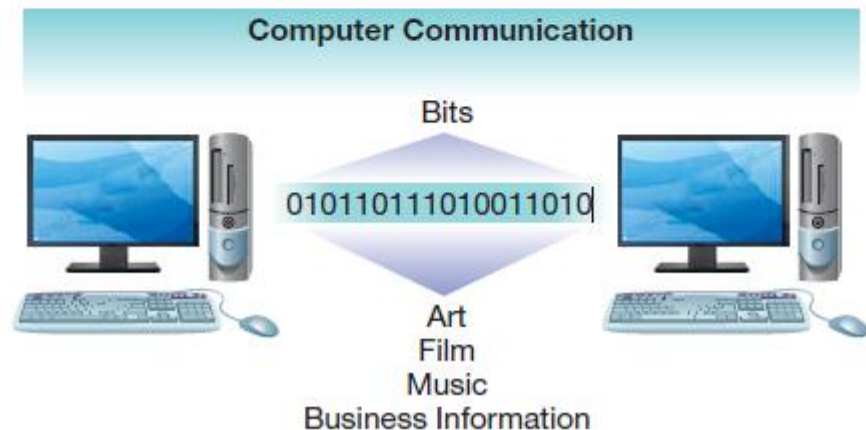 Computer Communication
Bits
010110111010011010
Art
Film
Music
Business Information